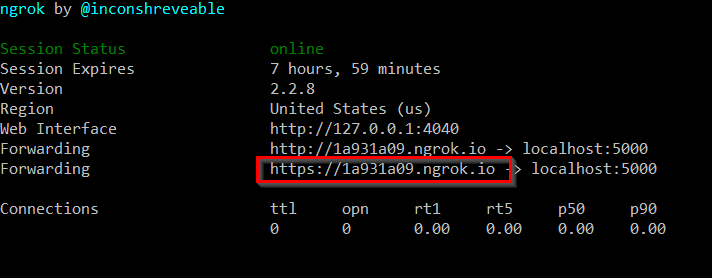 ngrok by @inconshreveable
Session Status online
Session Expires 7 hours, 59 minutes
Version 2.2.8
Region United States (us)
Web Interface http://127.0.0.1:4040
Forwarding http://1a931a09.ngrok.io -> localhost:5000
Forwarding https://1a931a09.ngrok.io -> localhost:5000
Connections ttl opn rt1 rt5 p50 p90
0 0 0.00 0.00 0.00 0.00